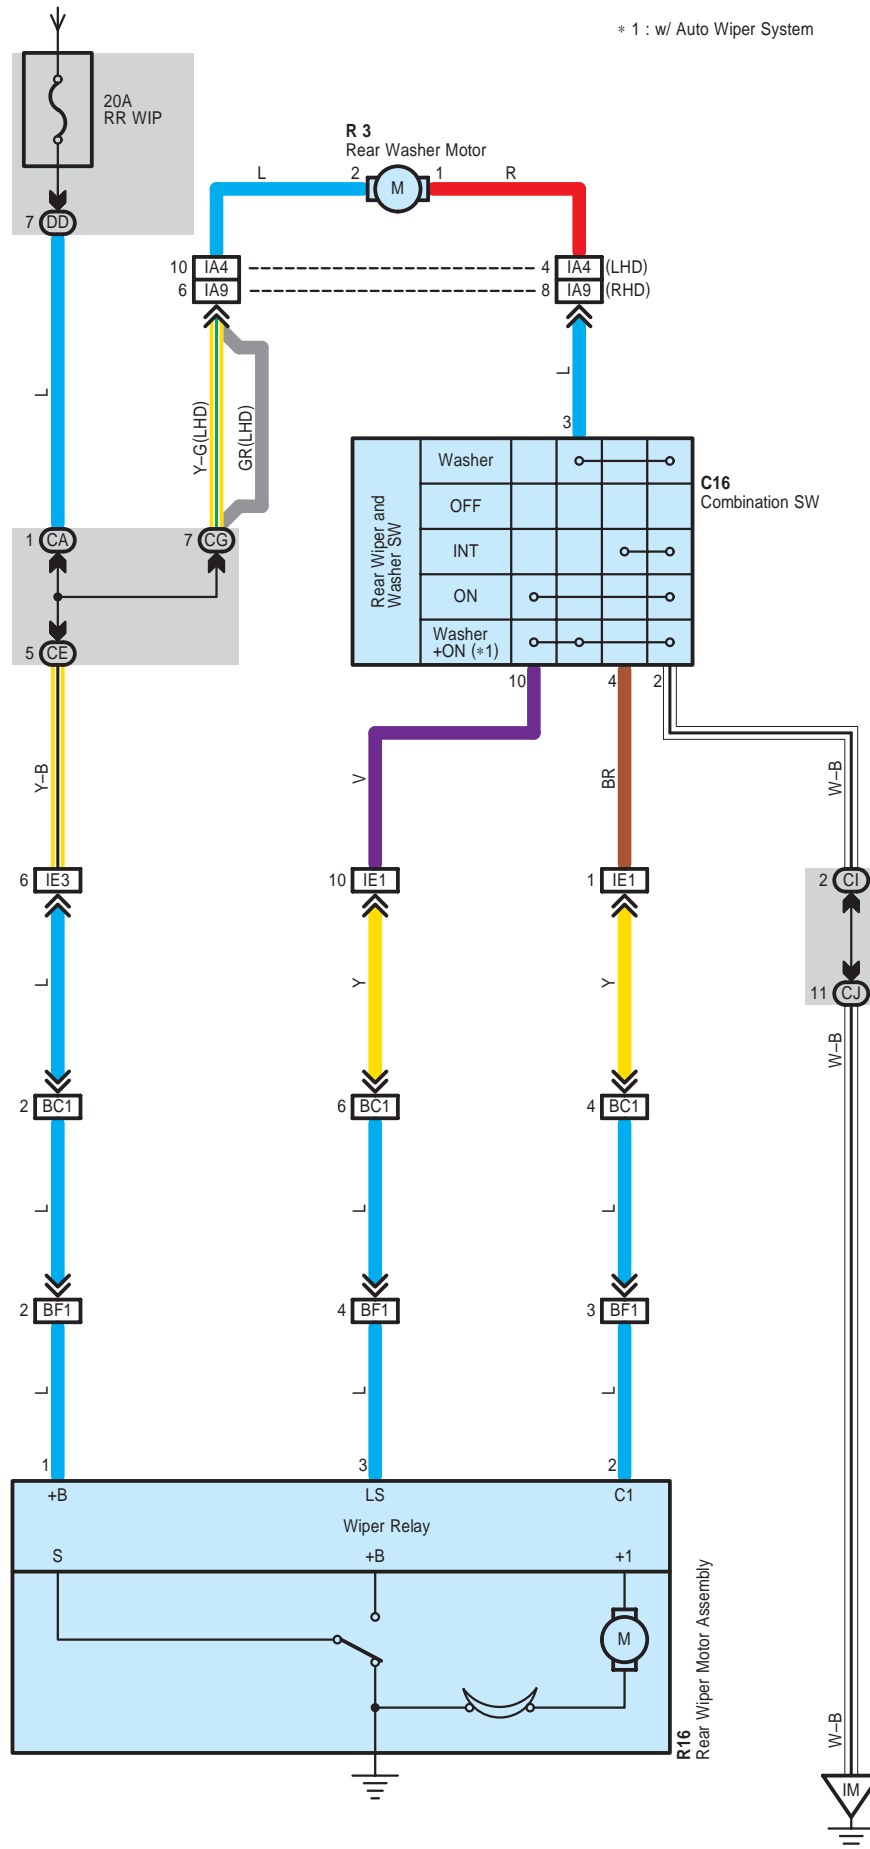 * 1 : w/ Auto Wiper System
20A
RR WIP
7 DD
R 3
Rear Washer Motor
L 2 M 1 R
10 IA4 4 IA4 (LHD)
6 IA9 8 IA9 (RHD)
L
Y–G(LHD)
GR(LHD)
L
3
Rear Wiper and
Washer SW
Washer
OFF
INT
ON
Washer
+ON (*1)
C16
Combination SW
1 CA 7 CG
5 CE
10 4 2
Y–B
V
BR
W–B
6 IE3 10 IE1 1 IE1 2 CI
L
Y
Y
11 CJ
W–B
2 BC1 6 BC1 4 BC1
L
L
L
2 BF1 4 BF1 3 BF1
L
L
L
1 3 2
+B LS C1
Wiper Relay
S +B +1
M
R16
Rear Wiper Motor Assembly
W–B
IM